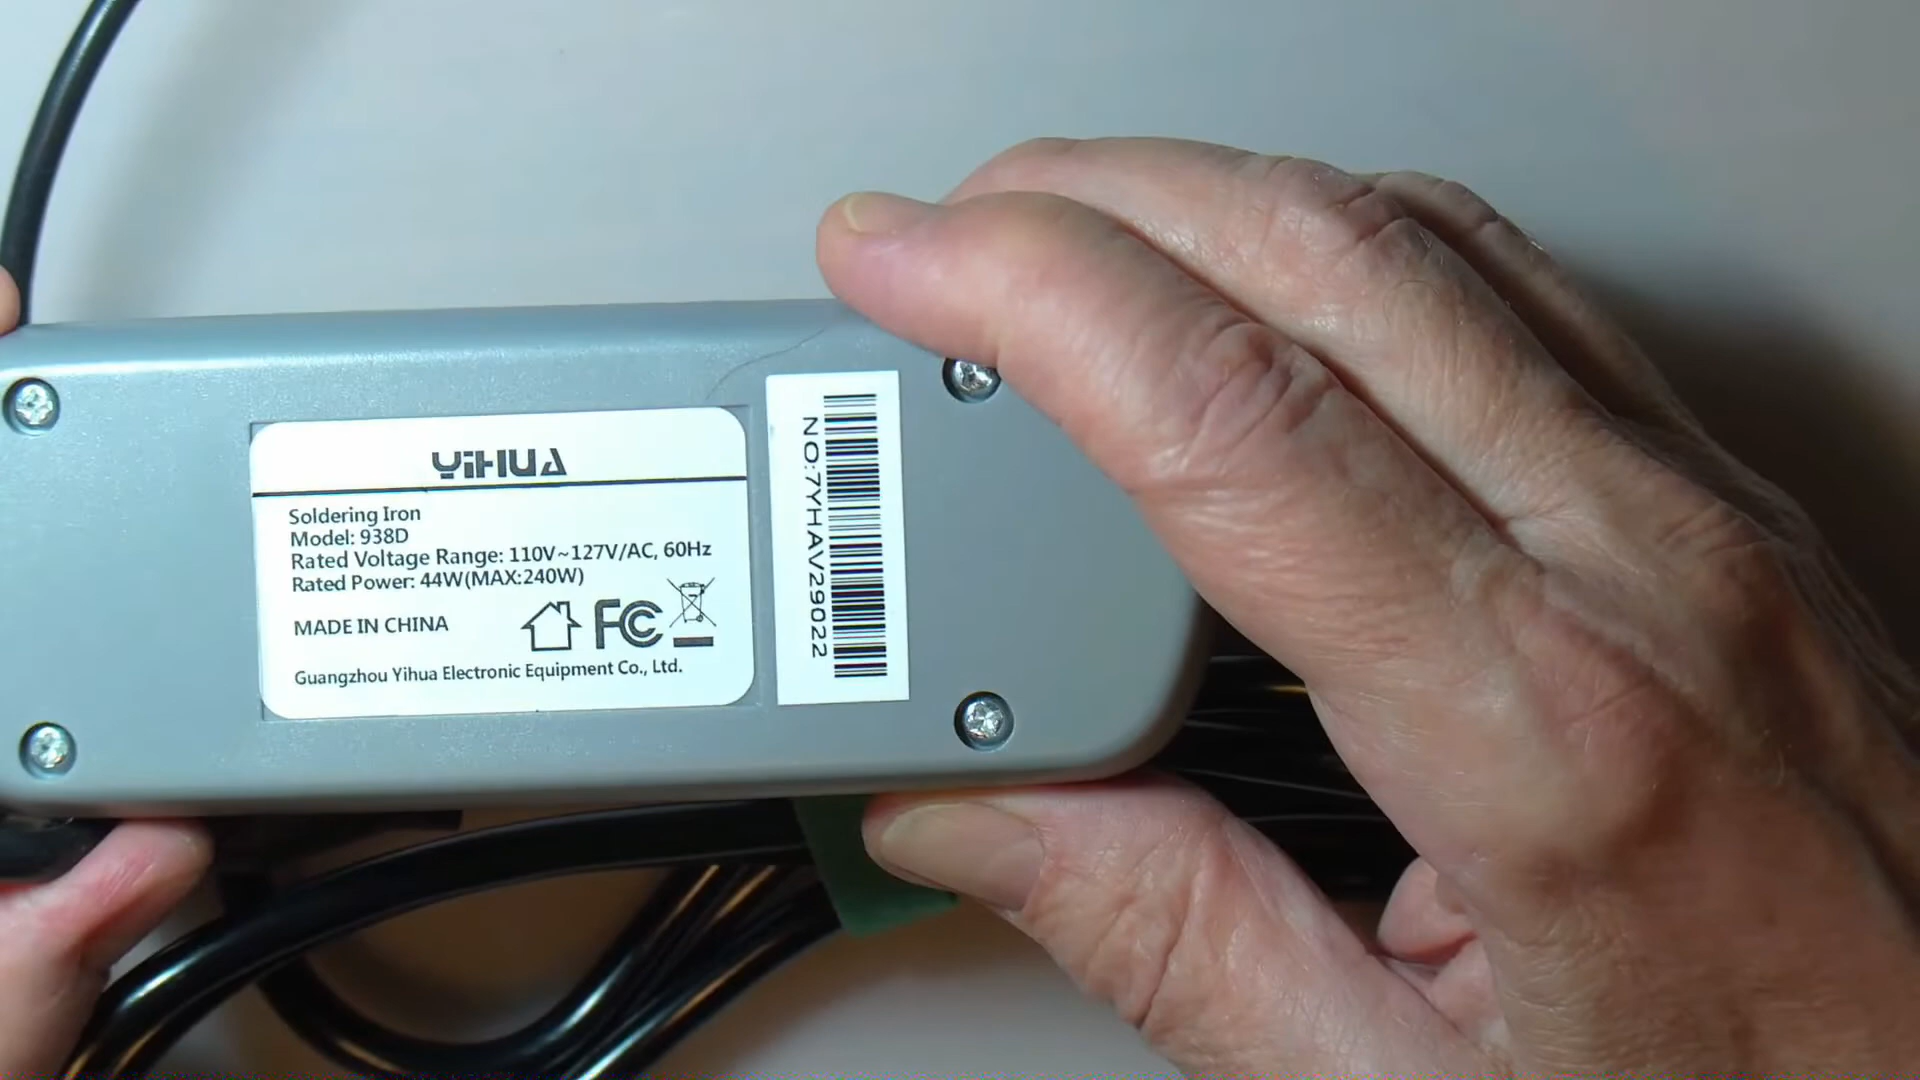 YiHUA
Soldering Iron
Model: 938D
Rated Voltage Range: 110V~127V/AC, 60Hz
Rated Power: 44W(MAX:240W)
MADE IN CHINA
FC
Guangzhou Yihua Electronic Equipment Co., Ltd.
NO:7YHAV29022